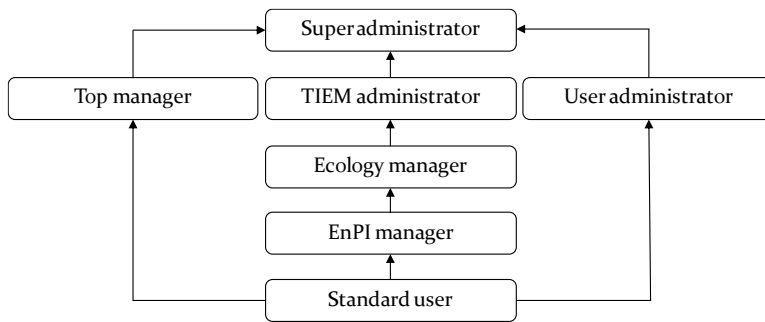 Super administrator
Top manager
TIEM administrator
User administrator
Ecology manager
EnPI manager
Standard user